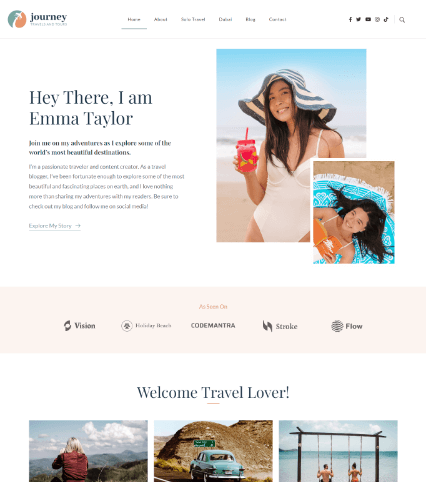 journey
TRAVELS AND TOURS
Home About Solo Travel Dubai Blog Contact
Hey There, I am
Emma Taylor
Join me on my adventures as I explore some of the
world's most beautiful destinations.
I'm a passionate traveler and content creator. As a travel
blogger, I've been fortunate enough to explore some of the most
beautiful and fascinating places on earth, and I love nothing
more than sharing my adventures with my readers. Be sure to
check out my blog and follow me on social media!
Explore My Story →
As Seen On
Vision Holiday Beach CODEMANTRA Stroke Flow
Welcome Travel Lover!